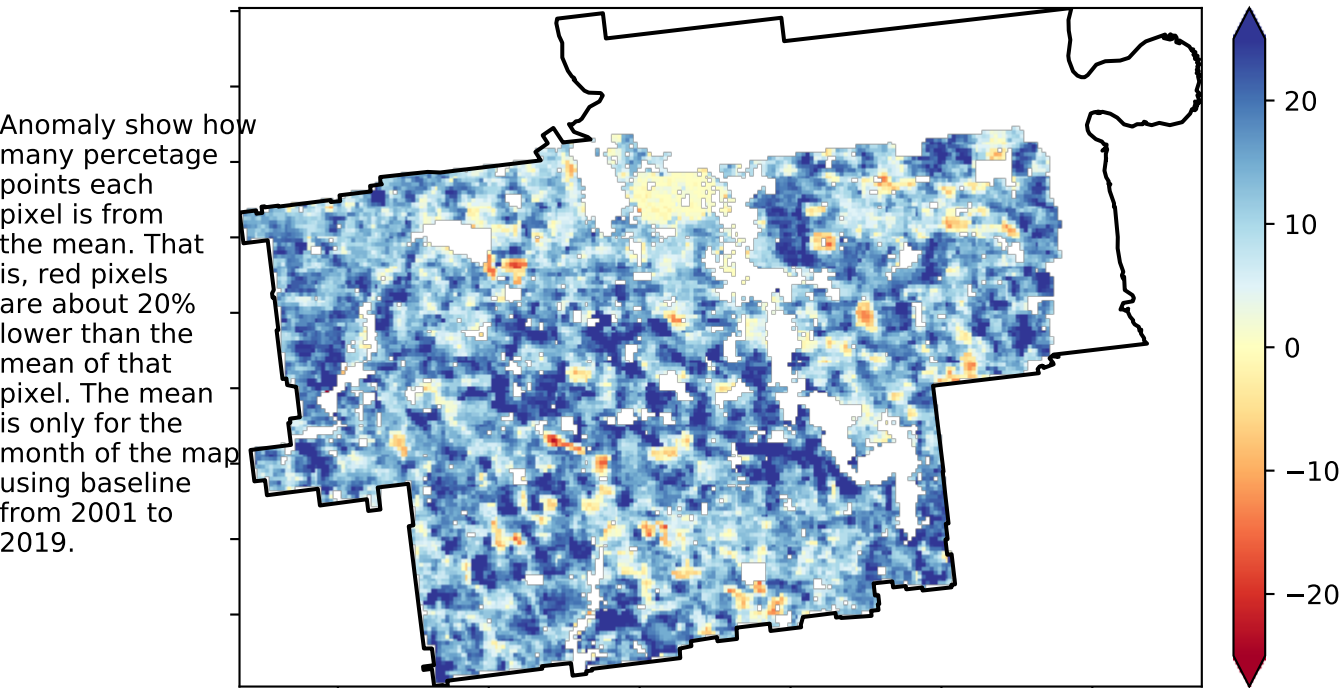 Anomaly show how
many percetage
points each
pixel is from
the mean. That
is, red pixels
are about 20%
lower than the
mean of that
pixel. The mean
is only for the
month of the map
using baseline
from 2001 to
2019.
20
10
0
−10
−20